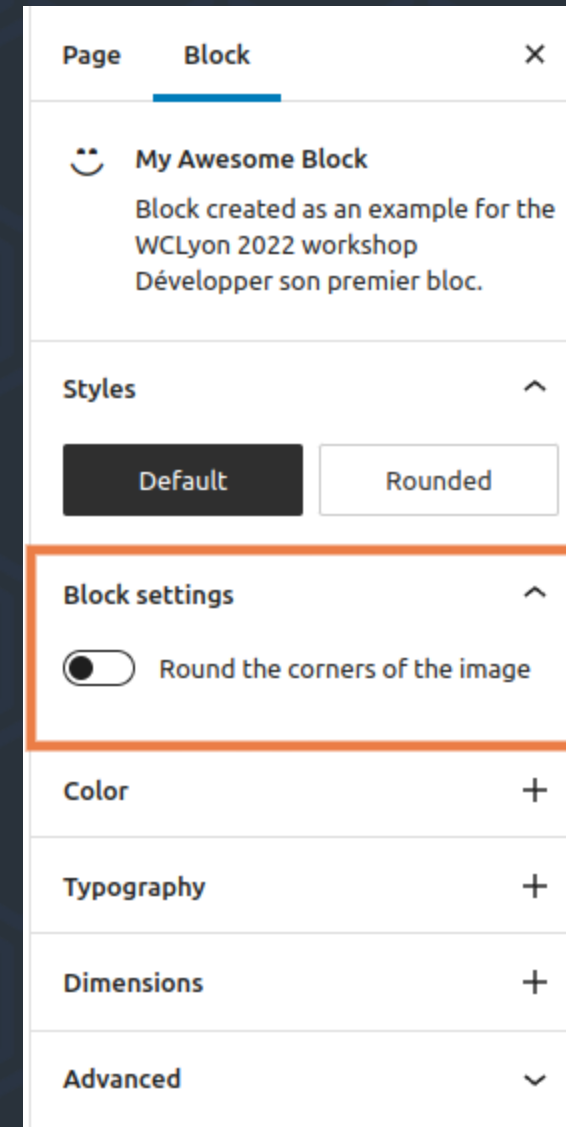 Page Block
My Awesome Block
Block created as an example for the
WCLyon 2022 workshop
Développer son premier bloc.
Styles
Default Rounded
Block settings
Round the corners of the image
Color
Typography
Dimensions
Advanced